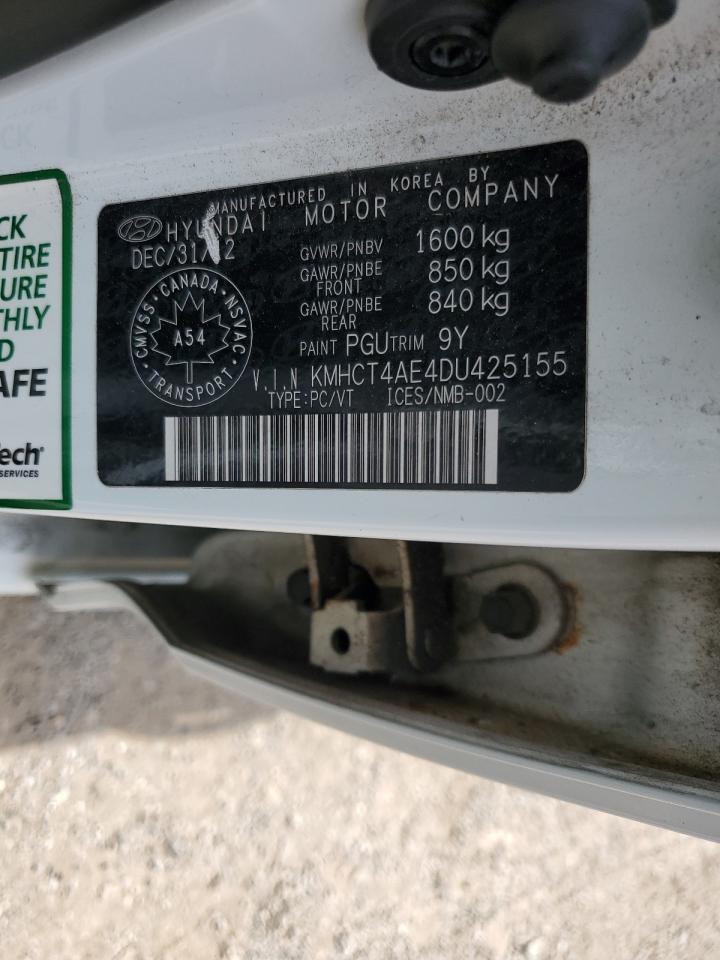 MANUFACTURED IN KOREA BY
HYUNDAI MOTOR COMPANY
DEC/31/12
GVWR/PNBV 1600 kg
GAWR/PNBE FRONT 850 kg
GAWR/PNBE REAR 840 kg
PAINT PGU TRIM 9Y
CMVSS · CANADA · NSVAC
A54
TRANSPORT
V.I.N KMHCT4AE4DU425155
TYPE:PC/VT ICES/NMB-002
CK
TIRE
URE
THLY
D
AFE
Tech
SERVICES